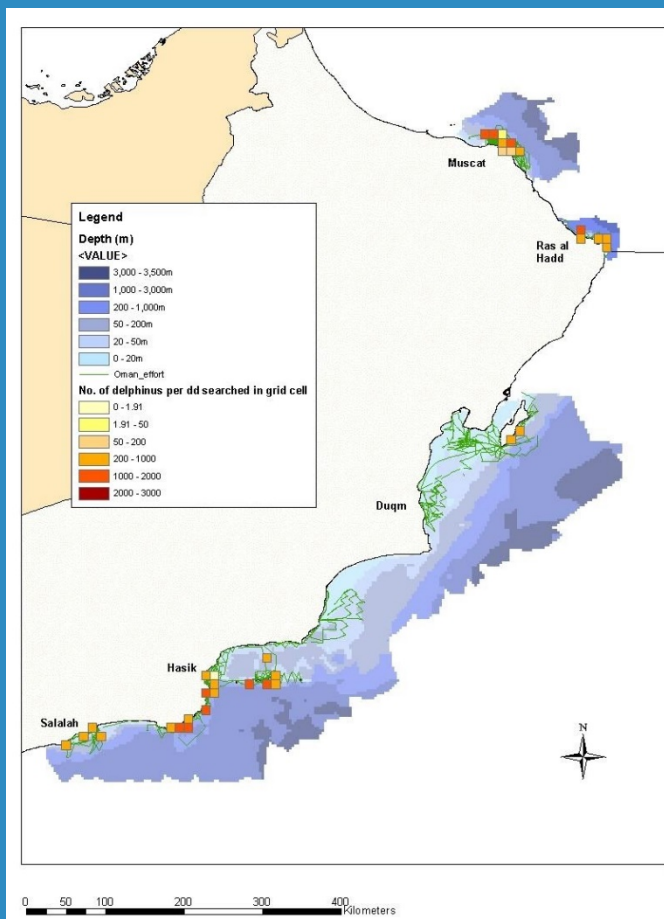 Muscat
Ras al
Hadd
Legend
Depth (m)
<VALUE>
3,000 - 3,500m
1,000 - 3,000m
200 - 1,000m
50 - 200m
20 - 50m
0 - 20m
Oman_effort
No. of delphinus per dd searched in grid cell
0 - 1.91
1.91 - 50
50 - 200
200 - 1000
1000 - 2000
2000 - 3000
Duqm
Hasik
Salalah
N
0 50 100 200 300 400
Kilometers